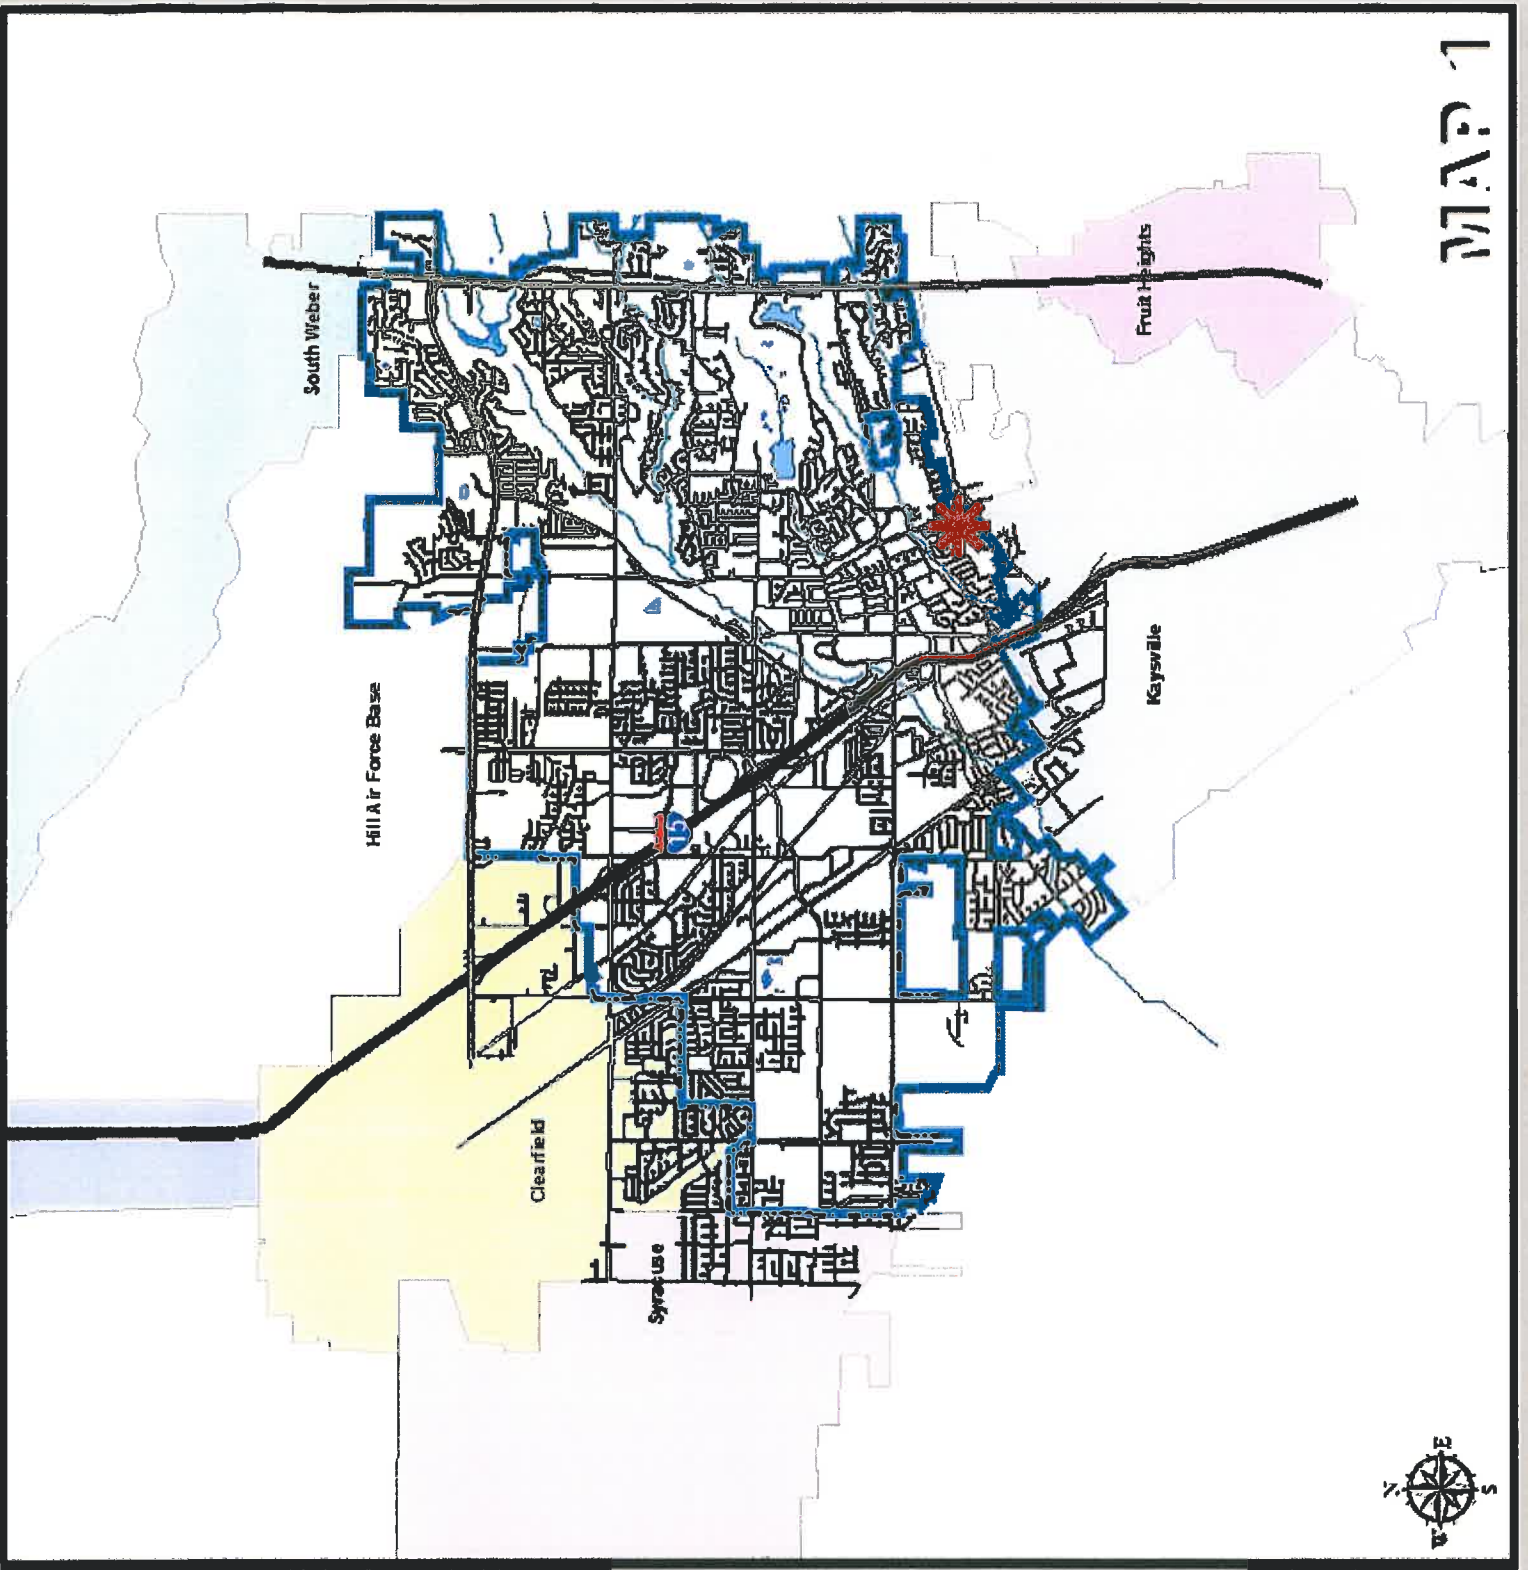 MAP 1
South Weber
Fruit Heights
Hill Air Force Base
Kaysville
15
Clearfield
Syracuse
N
W
E
S